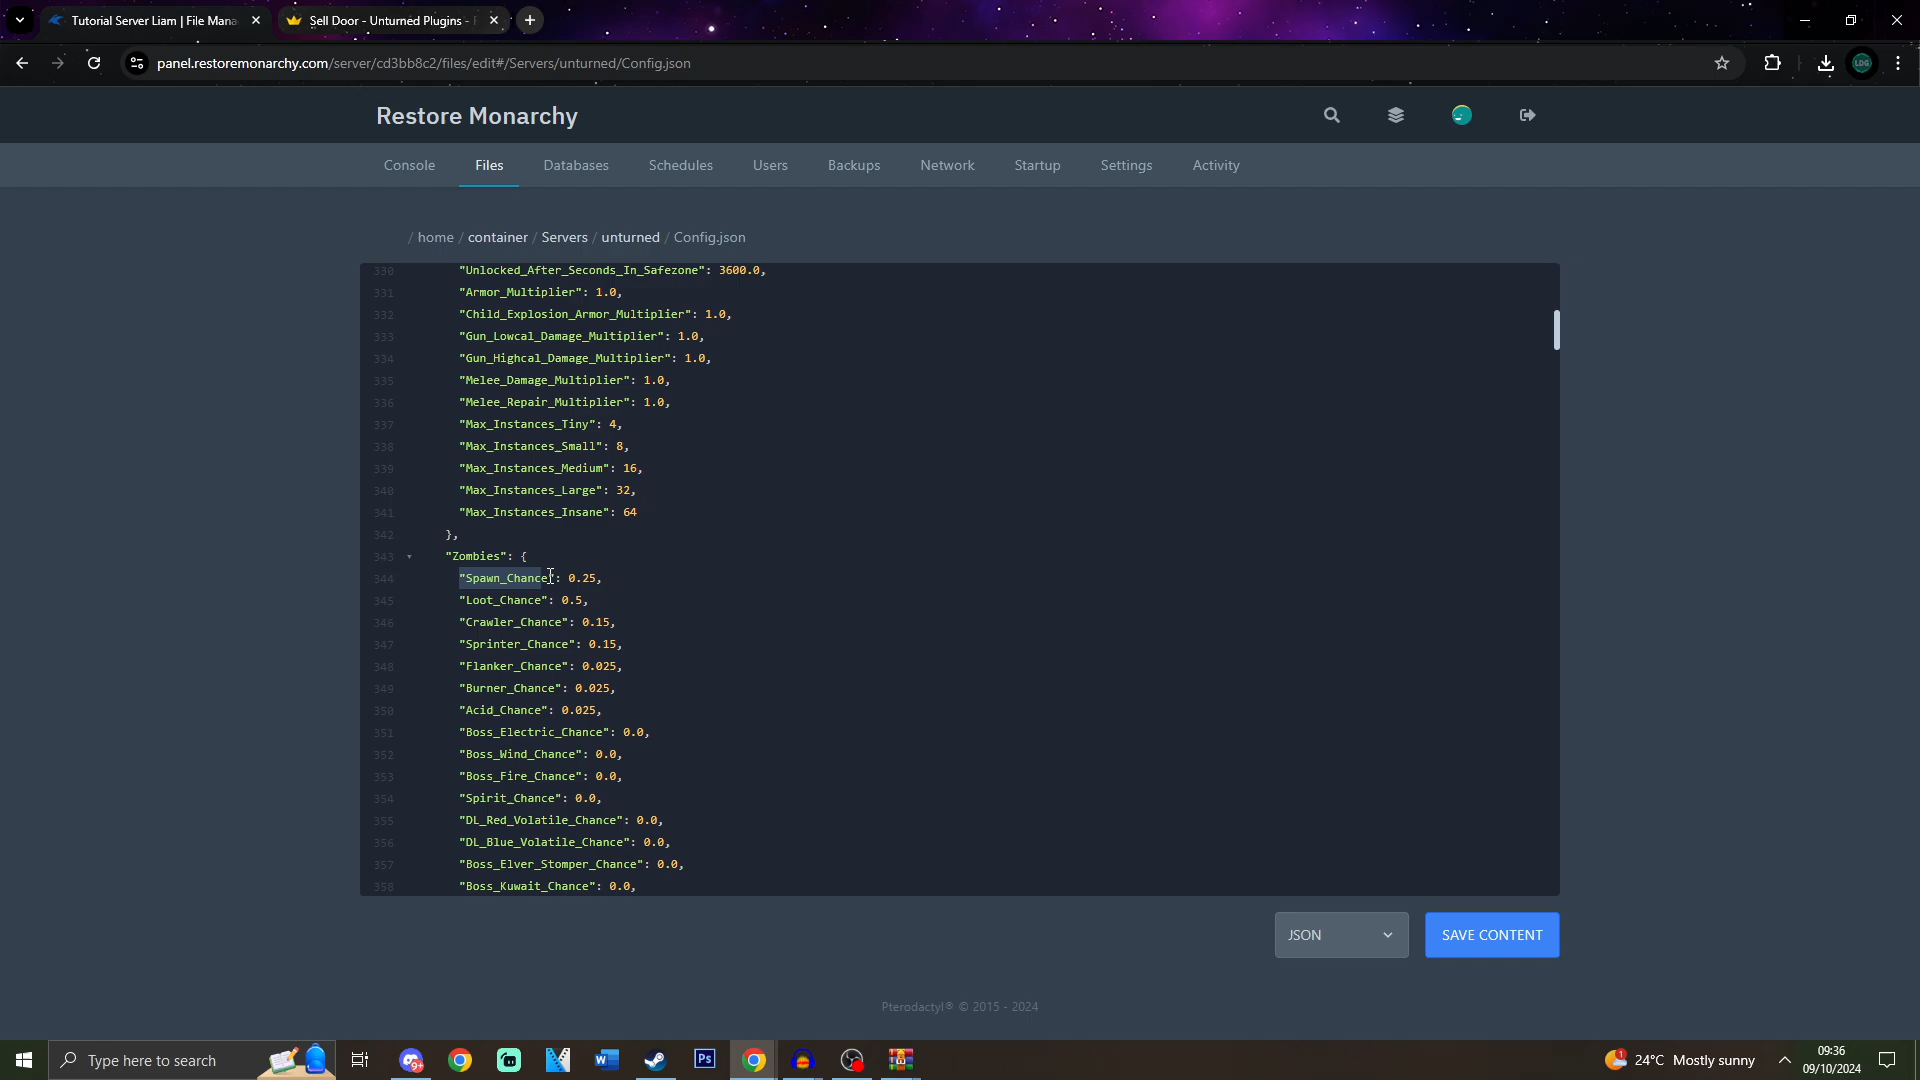 Tutorial Server Liam | File Mana
Sell Door - Unturned Plugins -
panel.restoremonarchy.com/server/cd3bb8c2/files/edit#/Servers/unturned/Config.json
LDG
Restore Monarchy
Console
Files
Databases
Schedules
Users
Backups
Network
Startup
Settings
Activity
/ home / container / Servers / unturned / Config.json
330 "Unlocked_After_Seconds_In_Safezone": 3600.0,
331 "Armor_Multiplier": 1.0,
332 "Child_Explosion_Armor_Multiplier": 1.0,
333 "Gun_Lowcal_Damage_Multiplier": 1.0,
334 "Gun_Highcal_Damage_Multiplier": 1.0,
335 "Melee_Damage_Multiplier": 1.0,
336 "Melee_Repair_Multiplier": 1.0,
337 "Max_Instances_Tiny": 4,
338 "Max_Instances_Small": 8,
339 "Max_Instances_Medium": 16,
340 "Max_Instances_Large": 32,
341 "Max_Instances_Insane": 64
342 },
343 "Zombies": {
344 "Spawn_Chance": 0.25,
345 "Loot_Chance": 0.5,
346 "Crawler_Chance": 0.15,
347 "Sprinter_Chance": 0.15,
348 "Flanker_Chance": 0.025,
349 "Burner_Chance": 0.025,
350 "Acid_Chance": 0.025,
351 "Boss_Electric_Chance": 0.0,
352 "Boss_Wind_Chance": 0.0,
353 "Boss_Fire_Chance": 0.0,
354 "Spirit_Chance": 0.0,
355 "DL_Red_Volatile_Chance": 0.0,
356 "DL_Blue_Volatile_Chance": 0.0,
357 "Boss_Elver_Stomper_Chance": 0.0,
358 "Boss_Kuwait_Chance": 0.0,
JSON
SAVE CONTENT
Pterodactyl® © 2015 - 2024
Type here to search
9+
Ps
1
24°C Mostly sunny
09:36
09/10/2024